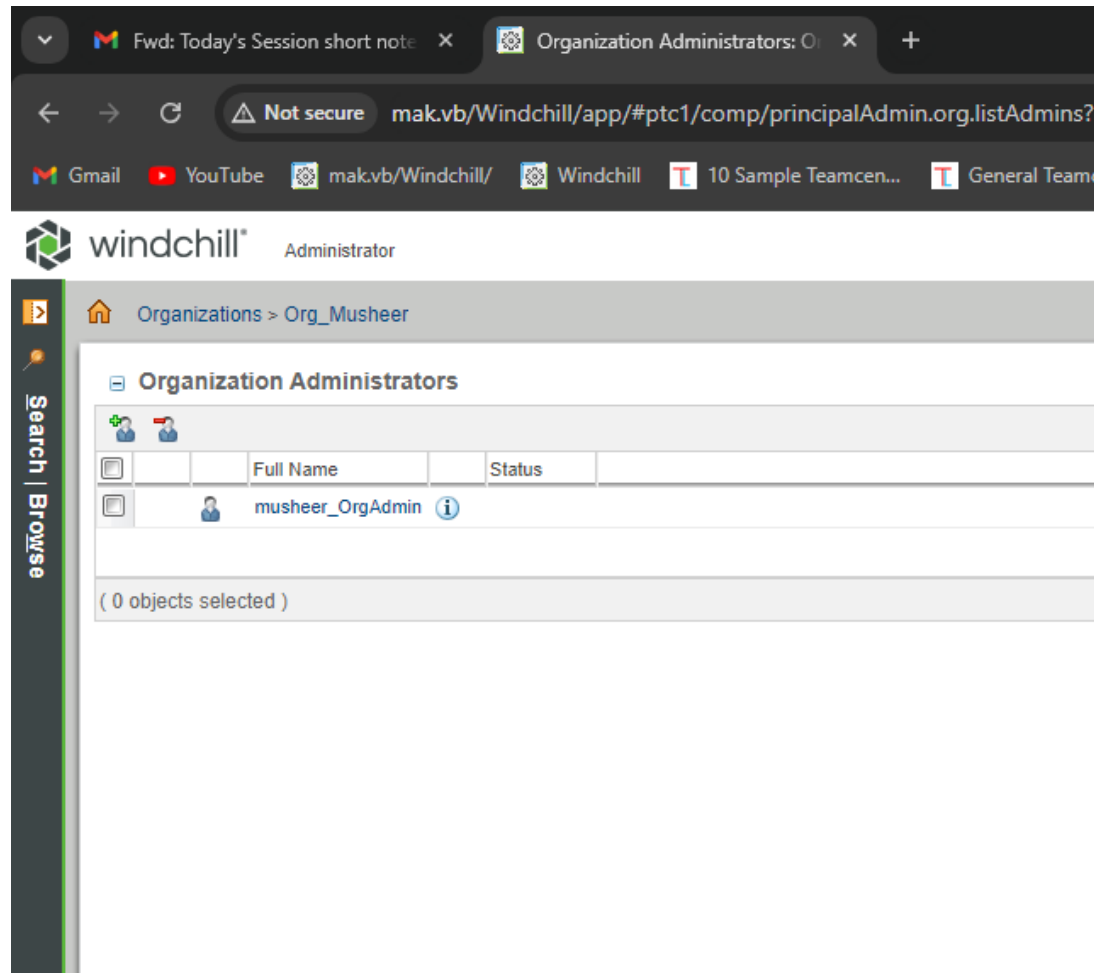 Fwd: Today's Session short note Organization Administrators: O
Not secure mak.vb/Windchill/app/#ptc1/comp/principalAdmin.org.listAdmins?
Gmail YouTube mak.vb/Windchill/ Windchill 10 Sample Teamcen... General Teamc
windchill Administrator
Organizations > Org_Musheer
Organization Administrators
Full Name Status
musheer_OrgAdmin
( 0 objects selected )
Search | Browse